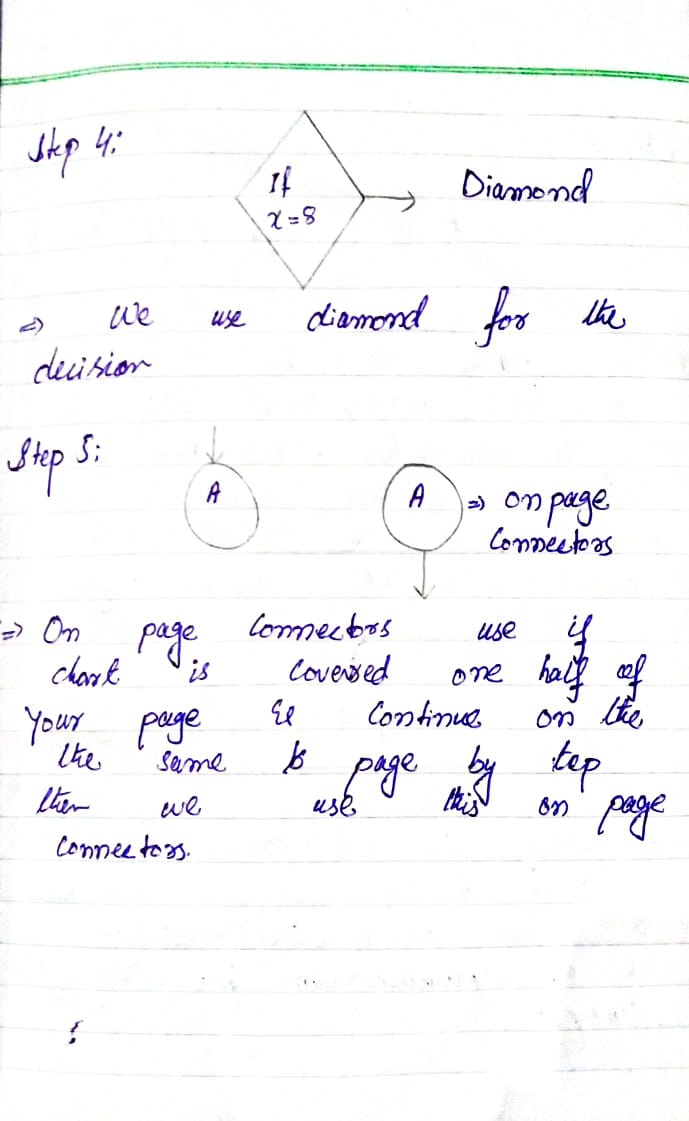 Step 4:
If
x=8
Diamond
=> We use diamond for the
decision
Step 5:
A
A => on page
Connectors
=> On page Connectors use if
chart is covered one half of
Your page & Continue on the
the same page by top
then we use this on page
Connectors.